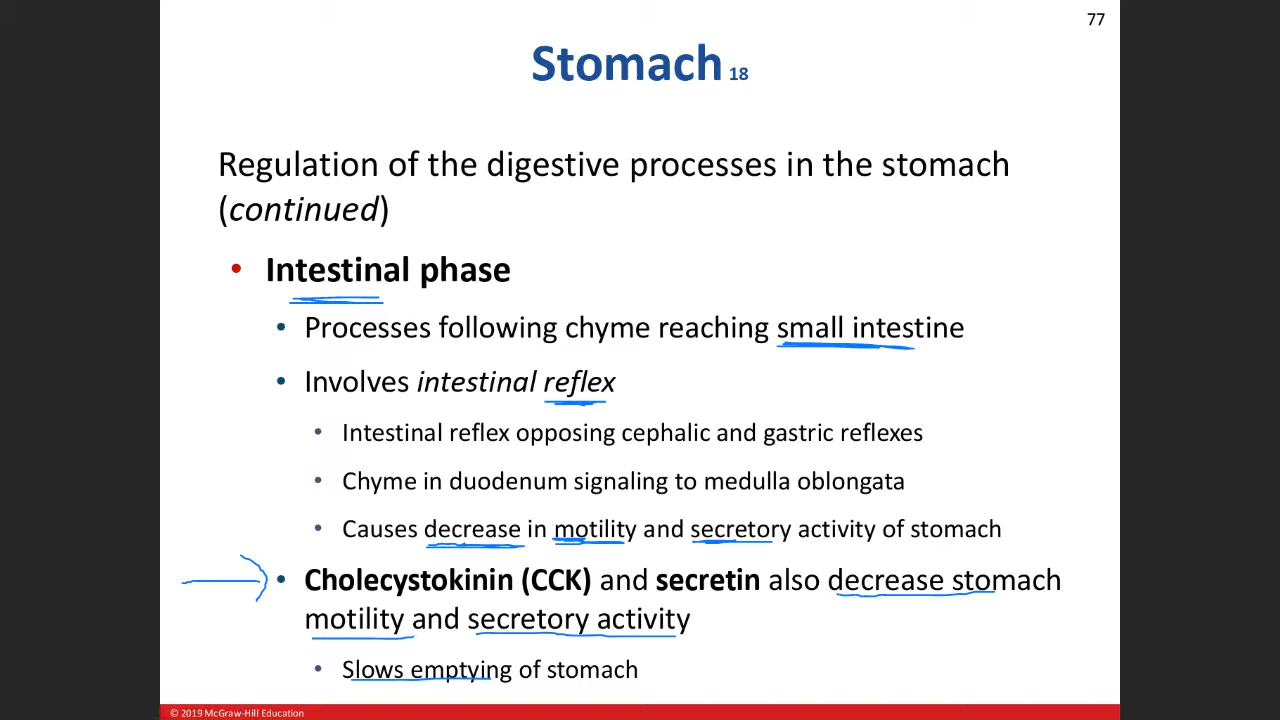 77
Stomach 18
Regulation of the digestive processes in the stomach
(continued)
• Intestinal phase
• Processes following chyme reaching small intestine
• Involves intestinal reflex
• Intestinal reflex opposing cephalic and gastric reflexes
• Chyme in duodenum signaling to medulla oblongata
• Causes decrease in motility and secretory activity of stomach
• Cholecystokinin (CCK) and secretin also decrease stomach
motility and secretory activity
• Slows emptying of stomach
© 2019 McGraw-Hill Education